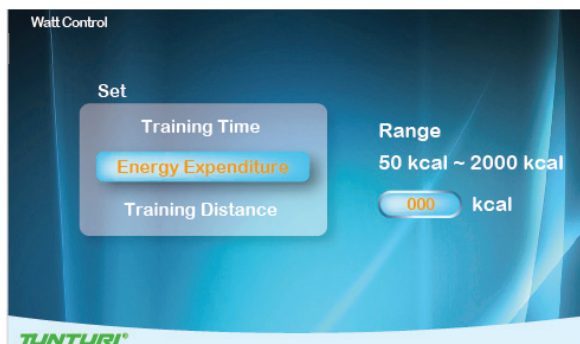 Watt Control
Set
Training Time
Energy Expenditure
Training Distance
Range
50 kcal ~ 2000 kcal
000 kcal
TUNTURI®